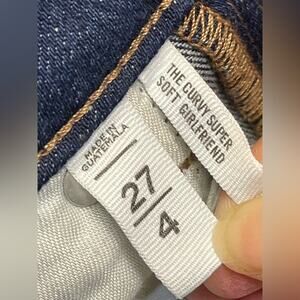 THE CURVY SUPER
SOFT GIRLFRIEND
MADE IN
GUATEMALA
27
4